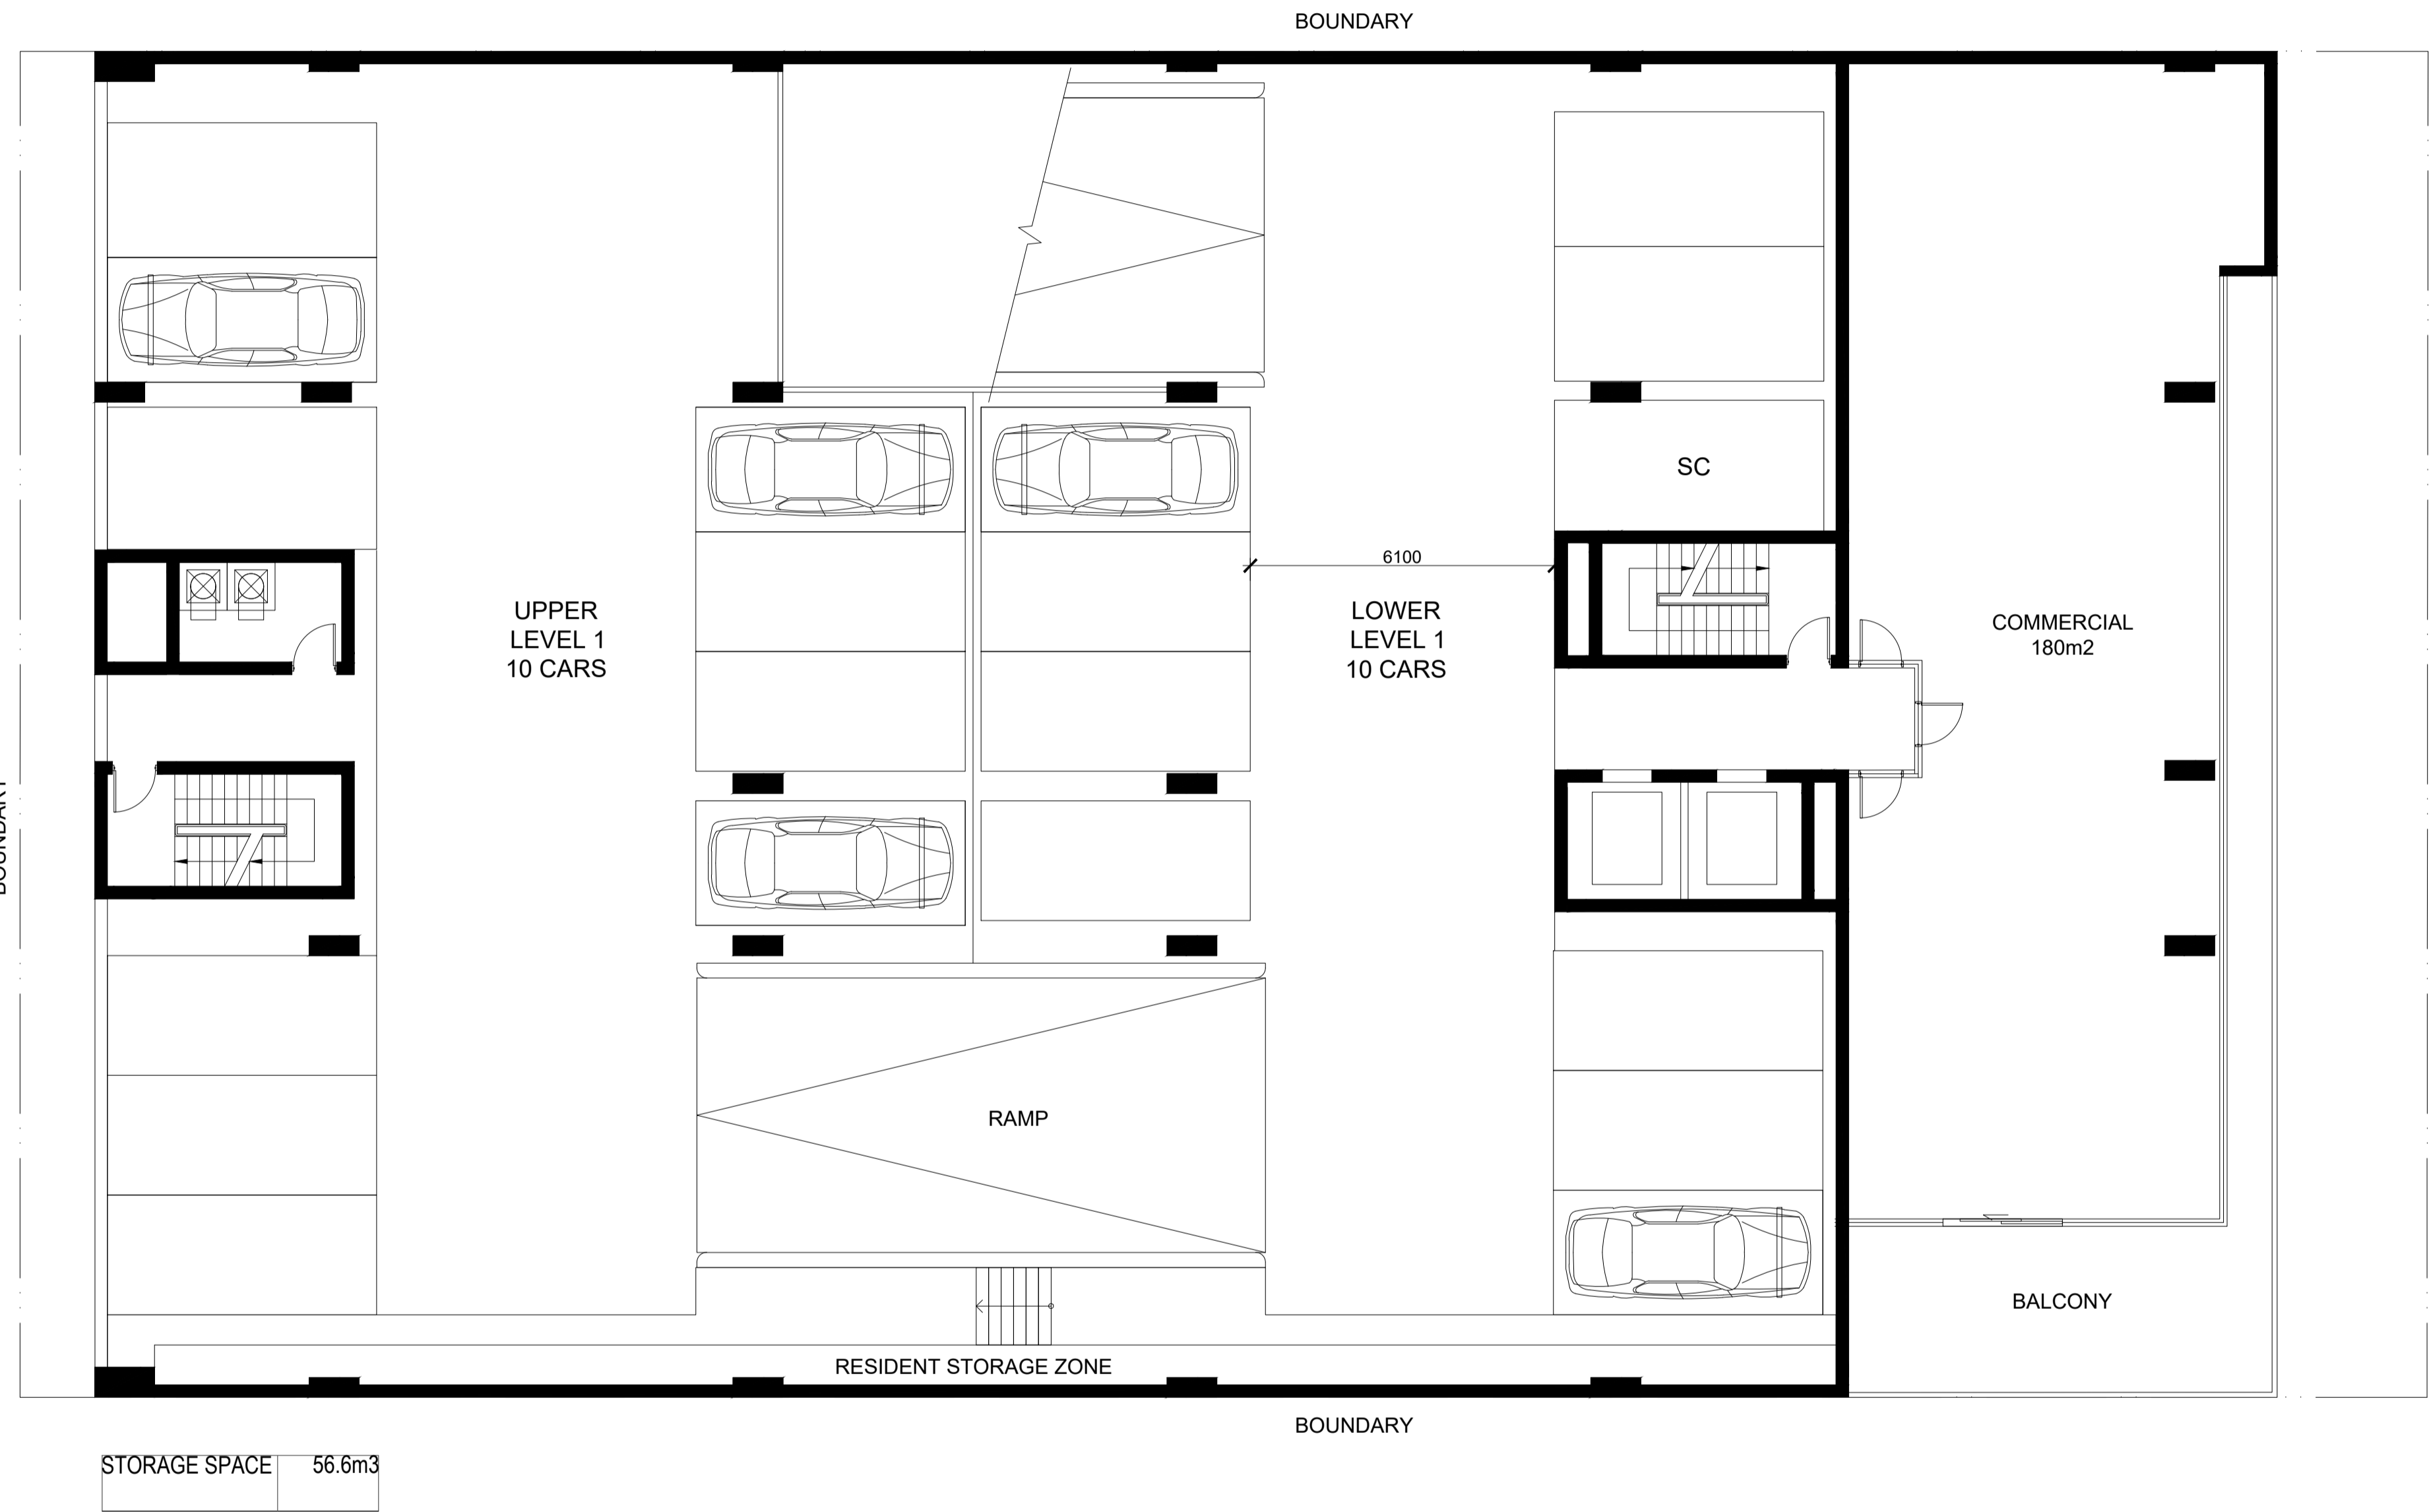 BOUNDARY
SC
6100
UPPER
LEVEL 1
10 CARS
LOWER
LEVEL 1
10 CARS
COMMERCIAL
180m2
BOUNDARY
RAMP
BALCONY
RESIDENT STORAGE ZONE
BOUNDARY
STORAGE SPACE 56.6m3